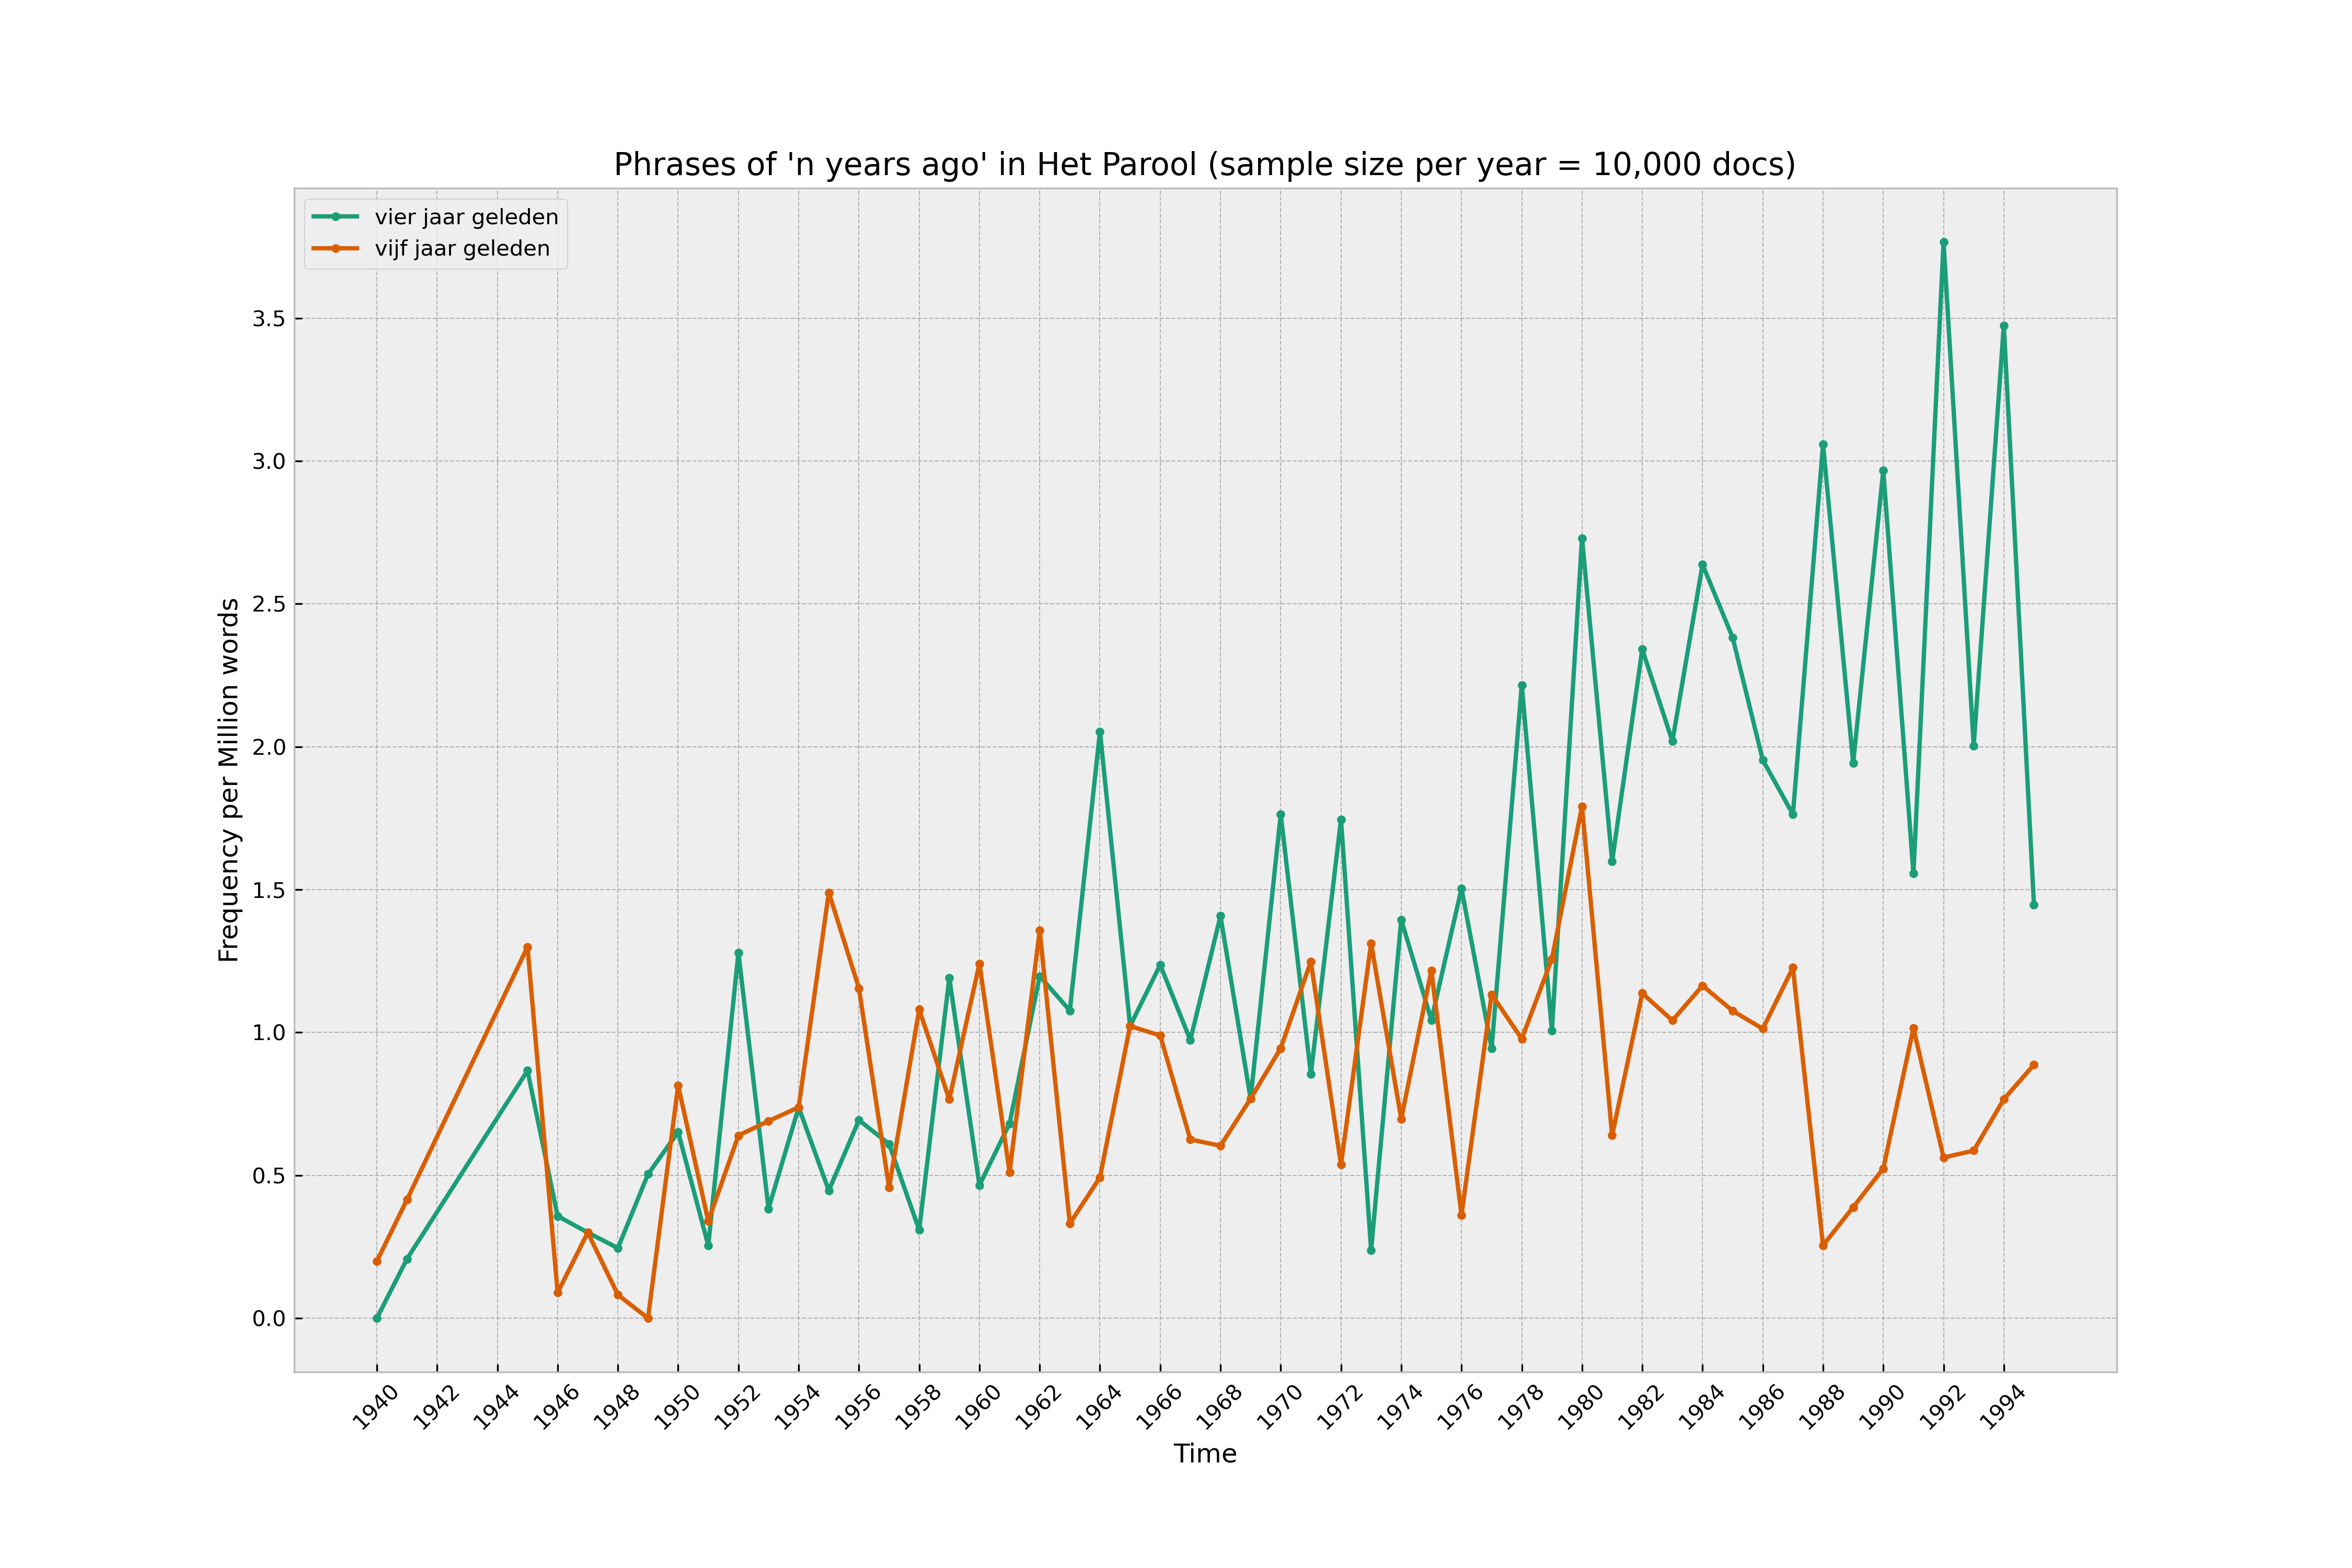 Phrases of 'n years ago' in Het Parool (sample size per year = 10,000 docs)
vier jaar geleden
vijf jaar geleden
Frequency per Million words
3.5
3.0
2.5
2.0
1.5
1.0
0.5
0.0
1940 1942 1944 1946 1948 1950 1952 1954 1956 1958 1960 1962 1964 1966 1968 1970 1972 1974 1976 1978 1980 1982 1984 1986 1988 1990 1992 1994
Time